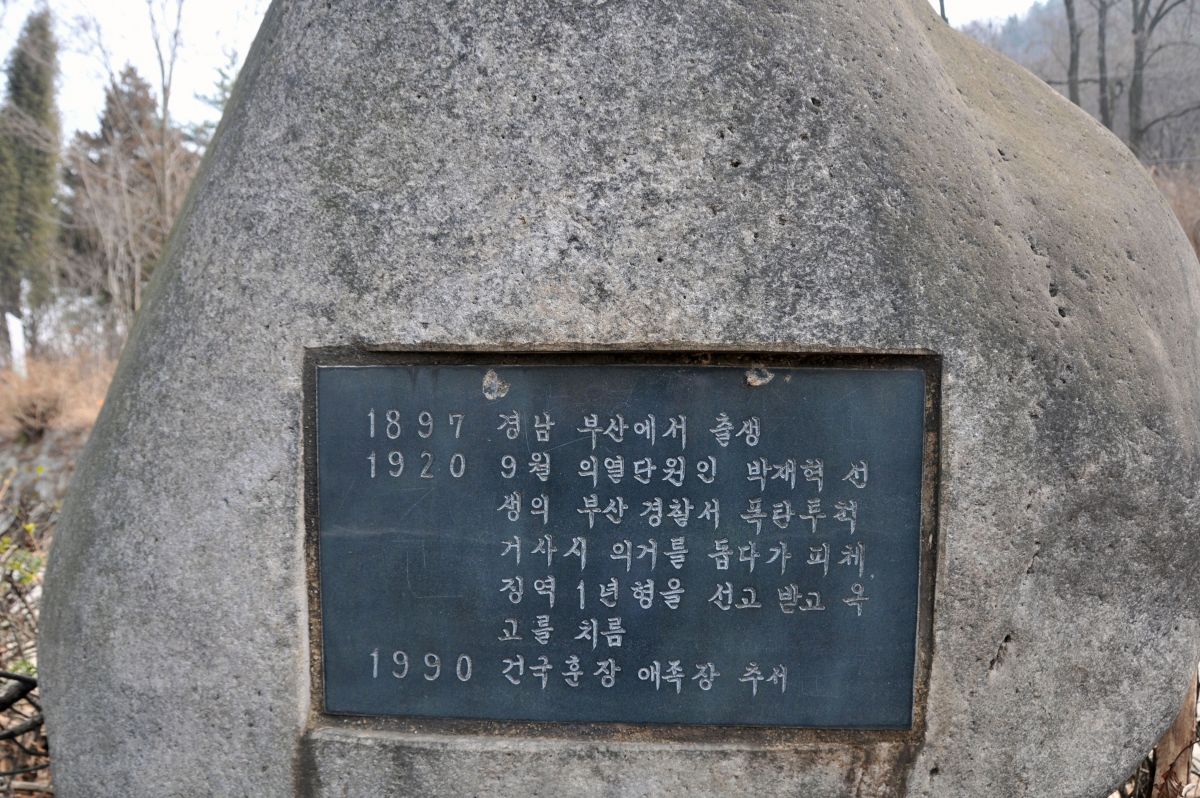 1897 경남 부산에서 출생
1920 9월 의열단원인 박재혁 선
생의 부산 경찰서 폭탄투척
거사시 의거를 돕다가 피체
징역 1년형을 선고 받고 옥
고를 치름
1990 건국훈장 애족장 추서